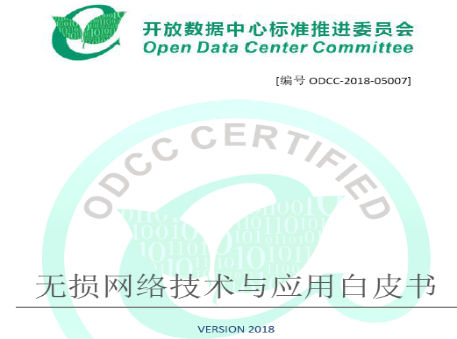 开放数据中心标准推进委员会
Open Data Center Committee
[编号 ODCC-2018-05007]
ODCC CERTIFIED
无损网络技术与应用白皮书
VERSION 2018